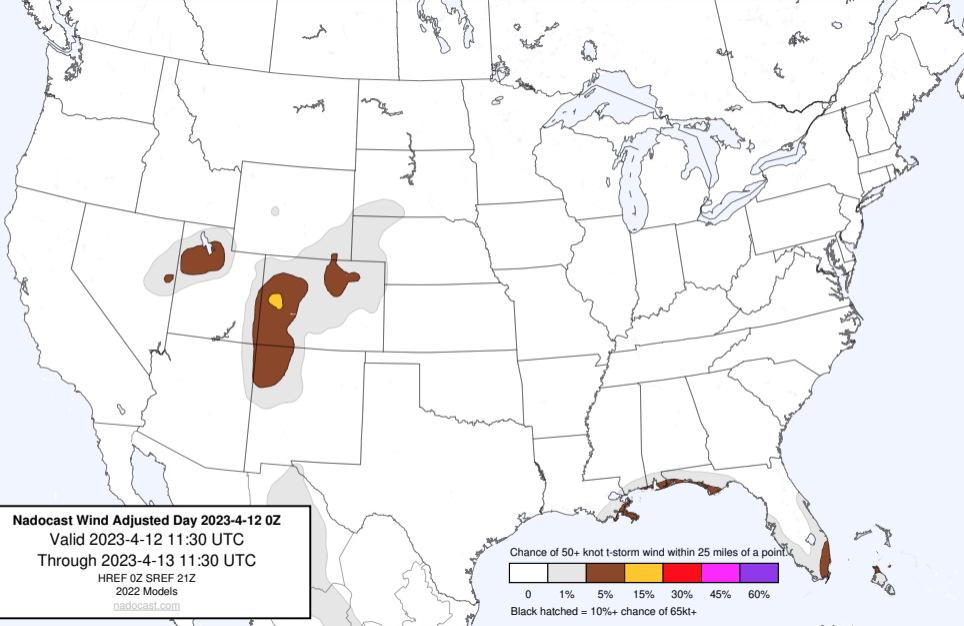 Nadocast Wind Adjusted Day 2023-4-12 0Z
Valid 2023-4-12 11:30 UTC
Through 2023-4-13 11:30 UTC
HREF 0Z SREF 21Z
2022 Models
nadocast.com
Chance of 50+ knot t-storm wind within 25 miles of a point.
0 1% 5% 15% 30% 45% 60%
Black hatched = 10%+ chance of 65kt+